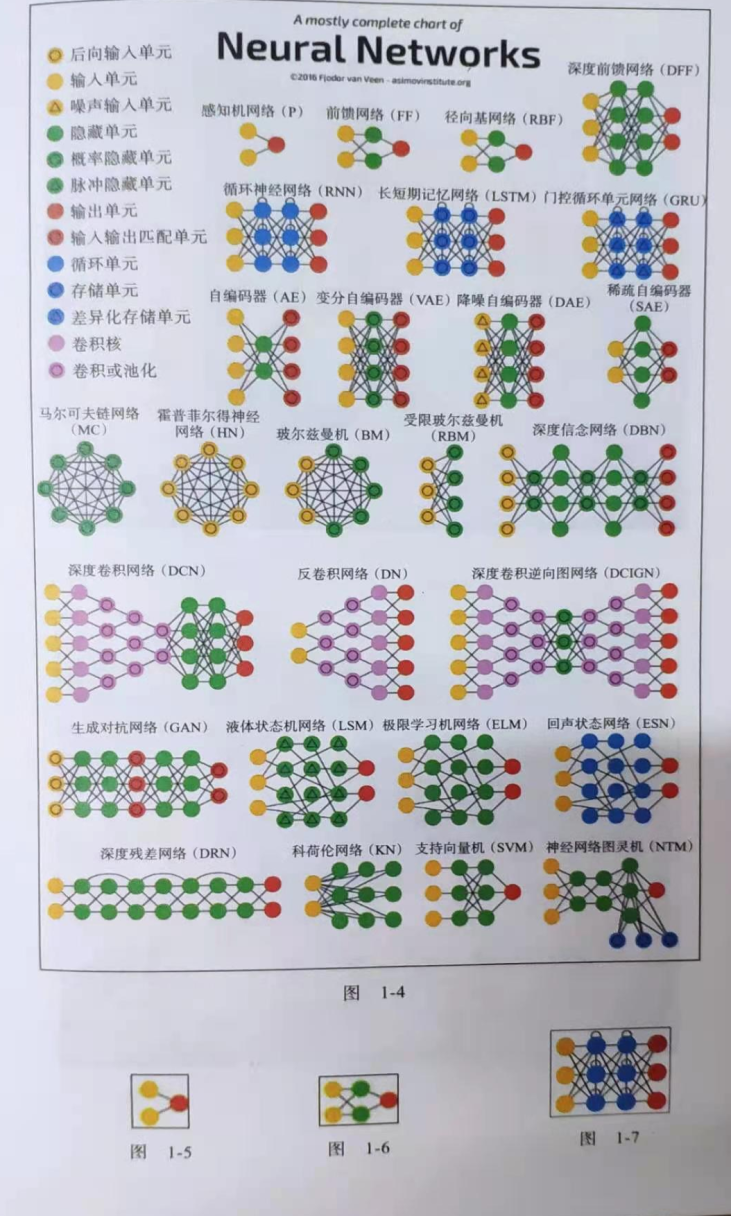 A mostly complete chart of
Neural Networks
©2016 Fjodor van Veen - asimovinstitute.org
后向输入单元
输入单元
噪声输入单元
隐藏单元
概率隐藏单元
脉冲隐藏单元
输出单元
输入输出匹配单元
循环单元
存储单元
差异化存储单元
卷积核
卷积或池化
感知机网络（P）
前馈网络（FF）
径向基网络（RBF）
深度前馈网络（DFF）
循环神经网络（RNN）
长短期记忆网络（LSTM）
门控循环单元网络（GRU）
自编码器（AE）
变分自编码器（VAE）
降噪自编码器（DAE）
稀疏自编码器
（SAE）
马尔可夫链网络
（MC）
霍普菲尔得神经
网络（HN）
玻尔兹曼机（BM）
受限玻尔兹曼机
（RBM）
深度信念网络（DBN）
深度卷积网络（DCN）
反卷积网络（DN）
深度卷积逆向图网络（DCIGN）
生成对抗网络（GAN）
液体状态机网络（LSM）
极限学习机网络（ELM）
回声状态网络（ESN）
深度残差网络（DRN）
科荷伦网络（KN）
支持向量机（SVM）
神经网络图灵机（NTM）
图 1-4
图 1-5
图 1-6
图 1-7